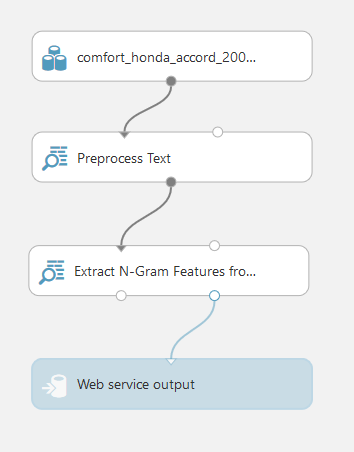 comfort_honda_accord_200...
Preprocess Text
Extract N-Gram Features fro...
Web service output